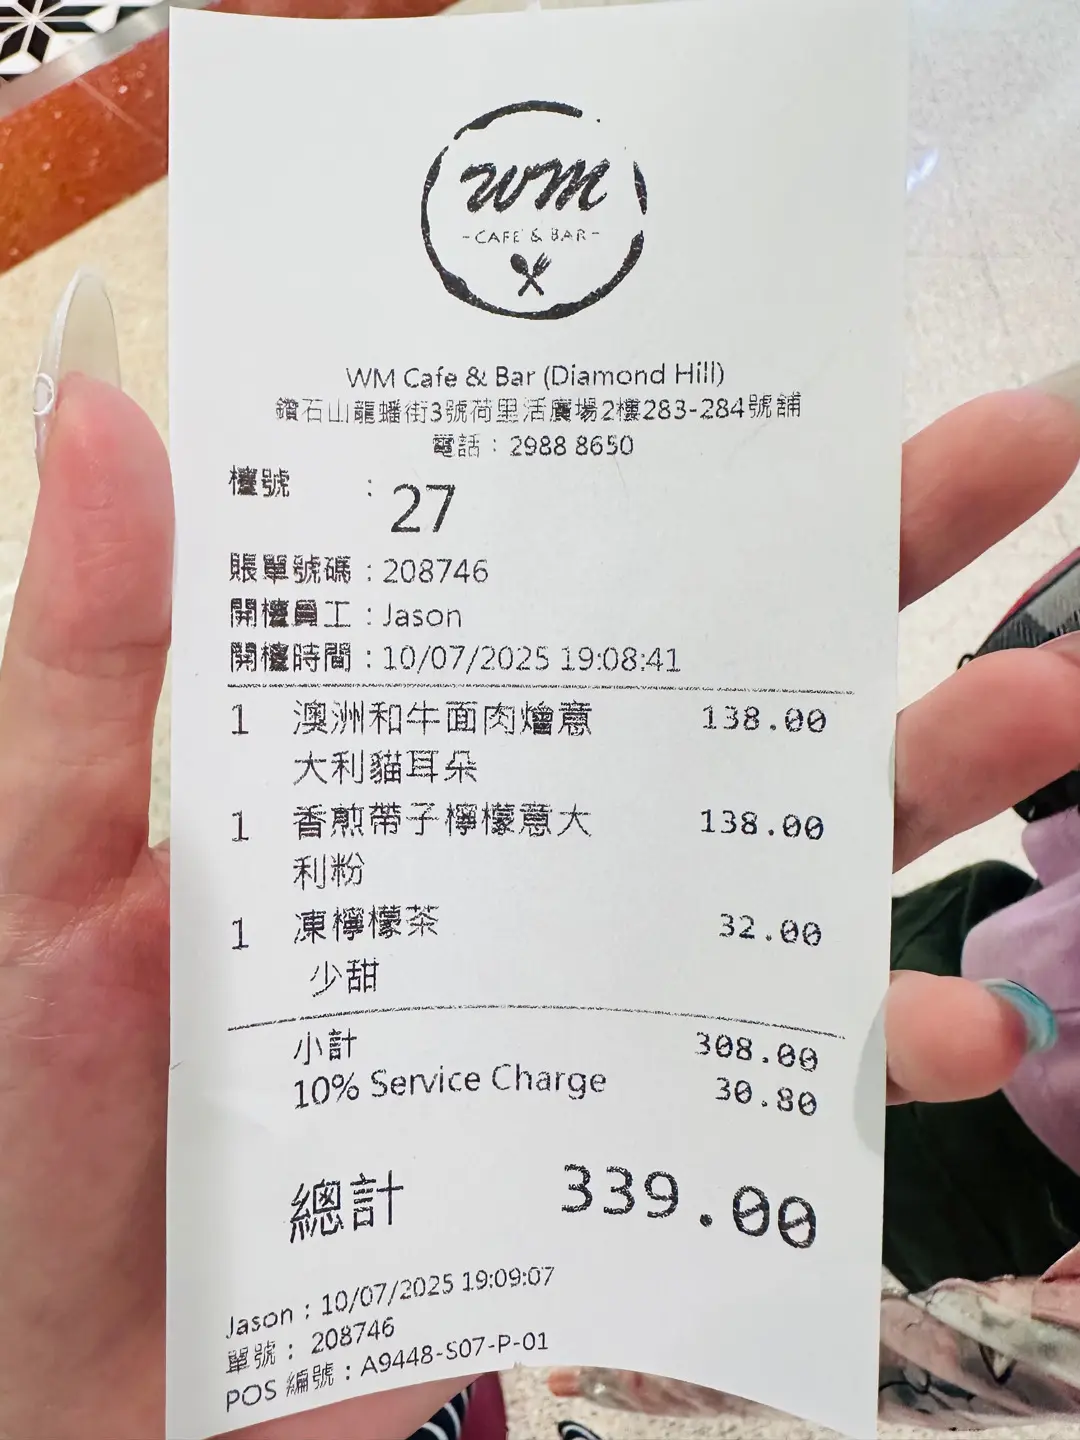 WM
-CAFE & BAR-
WM Cafe & Bar (Diamond Hill)
鑽石山龍蟠街3號荷里活廣場2樓283-284號舖
電話：2988 8650
檯號 : 27
賬單號碼 : 208746
開檯員工 : Jason
開檯時間 : 10/07/2025 19:08:41
1 澳洲和牛面肉燴意 138.00
大利貓耳朵
1 香煎帶子檸檬意大 138.00
利粉
1 凍檸檬茶 32.00
少甜
小計 308.00
10% Service Charge 30.80
總計 339.00
Jason : 10/07/2025 19:09:07
單號 : 208746
POS 編號 : A9448-S07-P-01